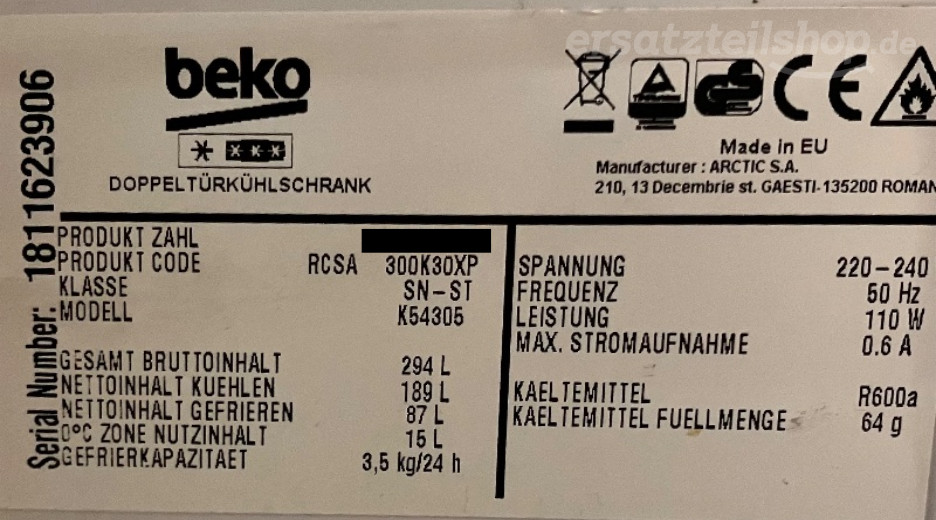 ersatzteilshop.de
beko
DOPPELTÜRKÜHLSCHRANK
CE
Made in EU
Manufacturer : ARCTIC S.A.
210, 13 Decembrie st. GAESTI-135200 ROMAN
Serial Number: 1811623906
PRODUKT ZAHL
PRODUKT CODE RCSA 300K30XP
KLASSE SN-ST
MODELL K54305
GESAMT BRUTTOINHALT 294 L
NETTOINHALT KUEHLEN 189 L
NETTOINHALT GEFRIEREN 87 L
0°C ZONE NUTZINHALT 15 L
GEFRIERKAPAZITAET 3,5 kg/24 h
SPANNUNG 220-240
FREQUENZ 50 Hz
LEISTUNG 110 W
MAX. STROMAUFNAHME 0.6 A
KAELTEMITTEL R600a
KAELTEMITTEL FUELLMENGE 64 g